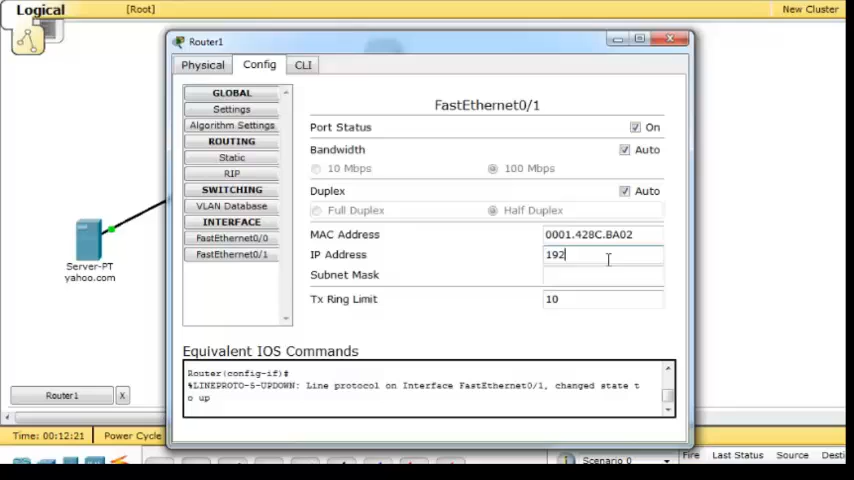 Logical
[Root]
New Cluster
Router1
Physical
Config
CLI
GLOBAL
Settings
Algorithm Settings
ROUTING
Static
RIP
SWITCHING
VLAN Database
INTERFACE
FastEthernet0/0
FastEthernet0/1
FastEthernet0/1
Port Status
On
Bandwidth
Auto
10 Mbps
100 Mbps
Duplex
Auto
Full Duplex
Half Duplex
MAC Address
0001.428C.BA02
IP Address
192
Subnet Mask
Tx Ring Limit
10
Equivalent IOS Commands
Router(config-if)#
%LINEPROTO-5-UPDOWN: Line protocol on Interface FastEthernet0/1, changed state t
o up
Server-PT
yahoo.com
Router1
X
Time: 00:12:21
Power Cycle
Scenario 0
Fire
Last Status
Source
Desti